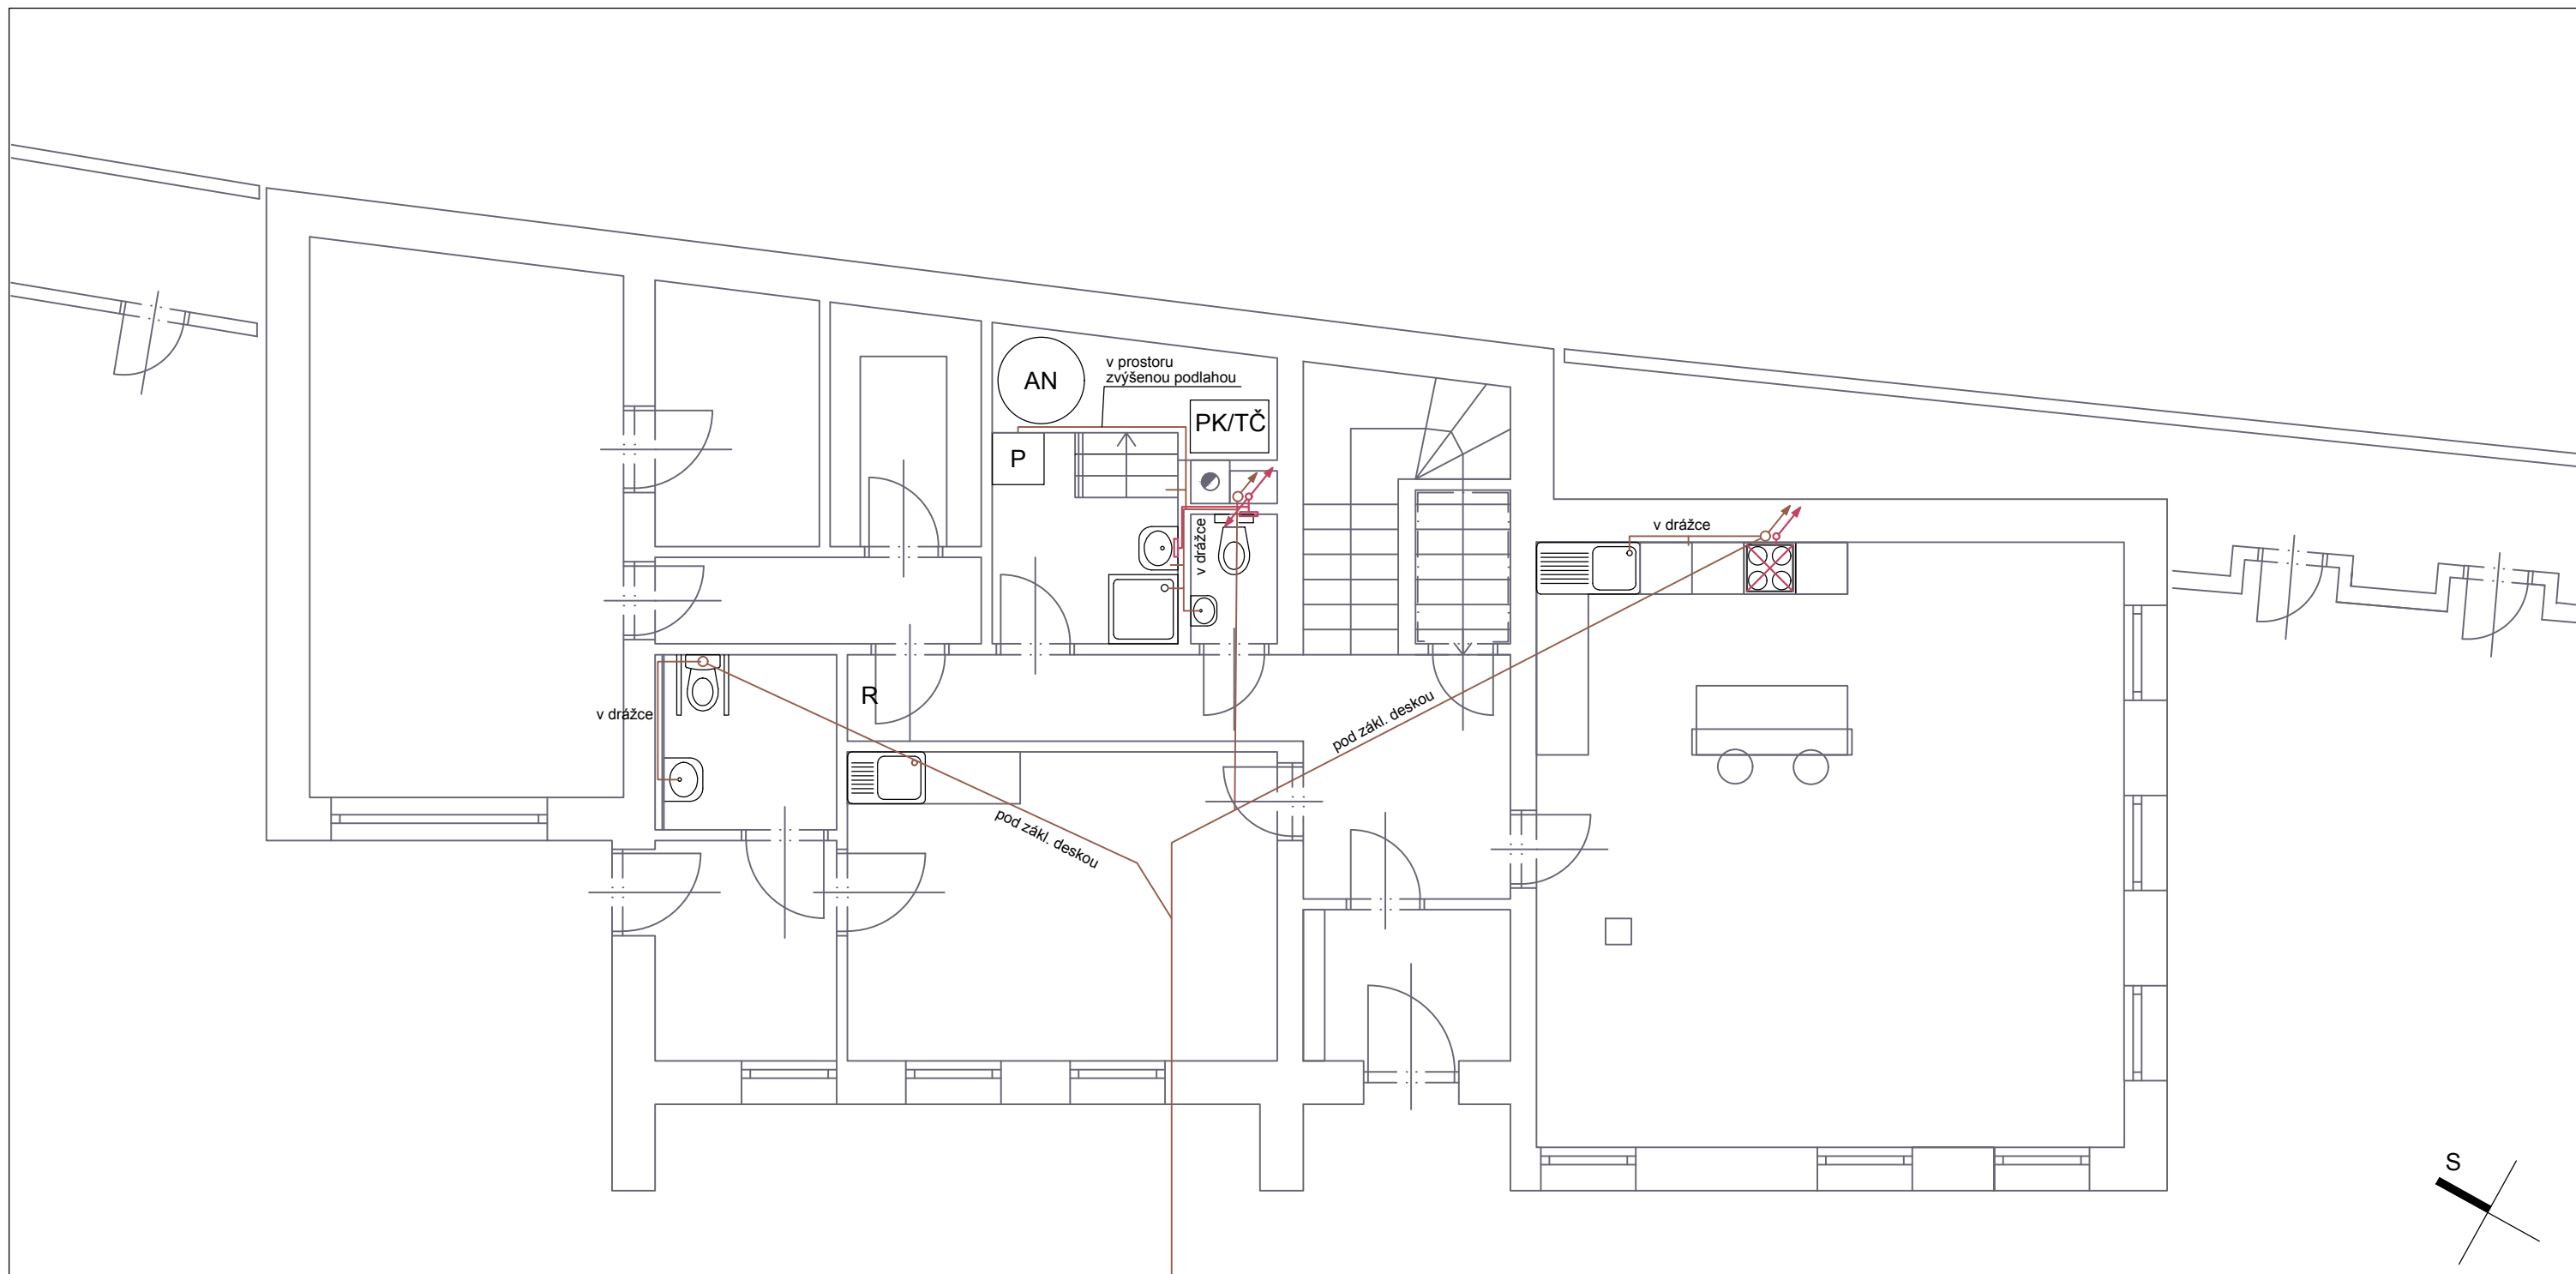 v prostoru
zvýšenou podlahou
AN
PK/TČ
P
v drážce
v drážce
R
v drážce
pod zákl. deskou
pod zákl. deskou
S